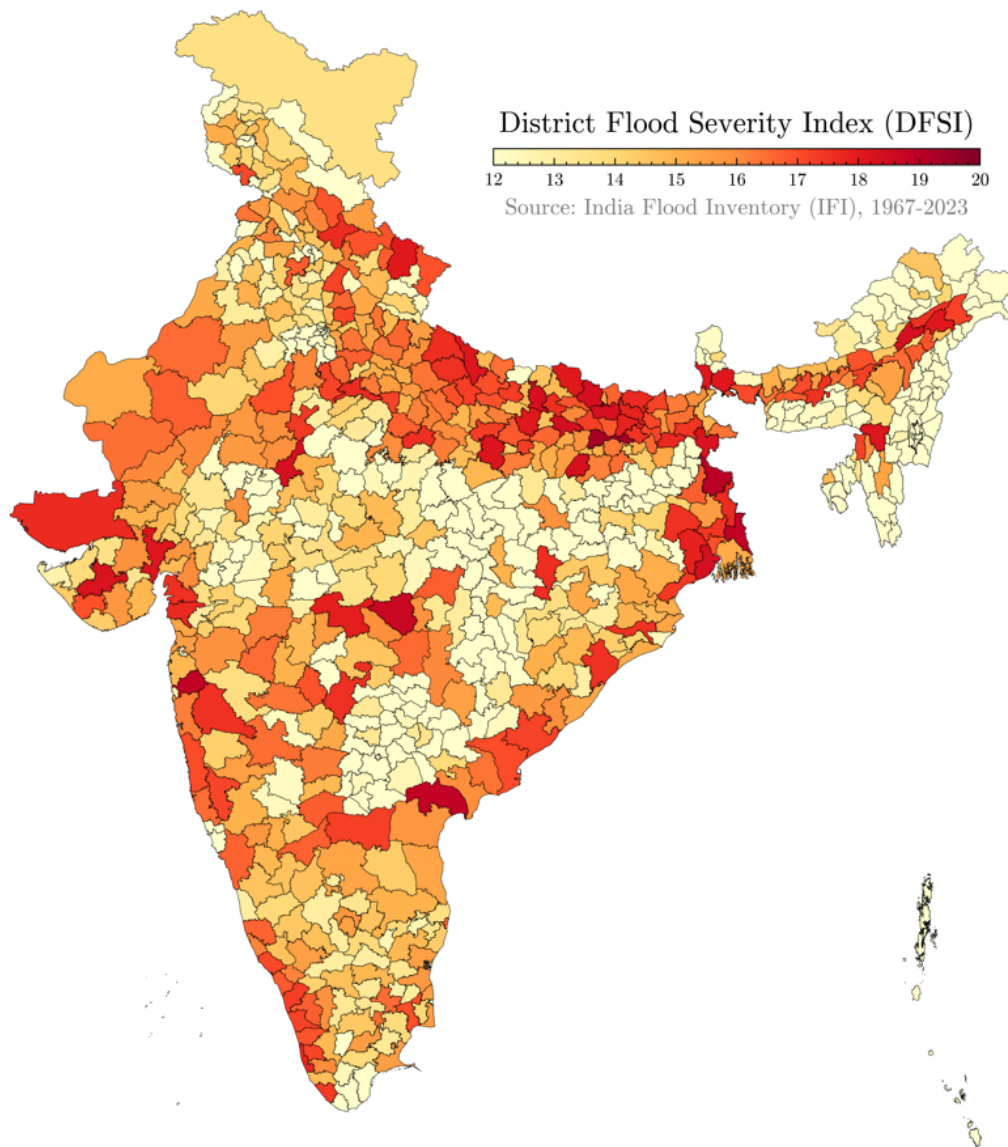 District Flood Severity Index (DFSI)
12 13 14 15 16 17 18 19 20
Source: India Flood Inventory (IFI), 1967-2023